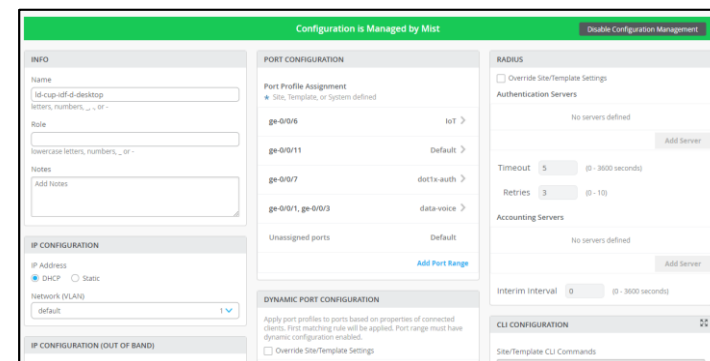 Configuration is Managed by Mist
Disable Configuration Management
INFO
Name
ld-cup-idf-d-desktop
letters, numbers, _, ., or -
Role
lowercase letters, numbers, _ or -
Notes
Add Notes
IP CONFIGURATION
IP Address
DHCP Static
Network (VLAN)
default 1
IP CONFIGURATION (OUT OF BAND)
PORT CONFIGURATION
Port Profile Assignment
★ Site, Template, or System defined
ge-0/0/6 IoT >
ge-0/0/11 Default >
ge-0/0/7 dot1x-auth >
ge-0/0/1, ge-0/0/3 data-voice >
Unassigned ports Default
Add Port Range
DYNAMIC PORT CONFIGURATION
Apply port profiles to ports based on properties of connected
clients. First matching rule will be applied. Port range must have
dynamic configuration enabled.
Override Site/Template Settings
RADIUS
Override Site/Template Settings
Authentication Servers
No servers defined
Add Server
Timeout 5 (0 - 3600 seconds)
Retries 3 (0 - 10)
Accounting Servers
No servers defined
Add Server
Interim Interval 0 (0 - 3600 seconds)
CLI CONFIGURATION
Site/Template CLI Commands